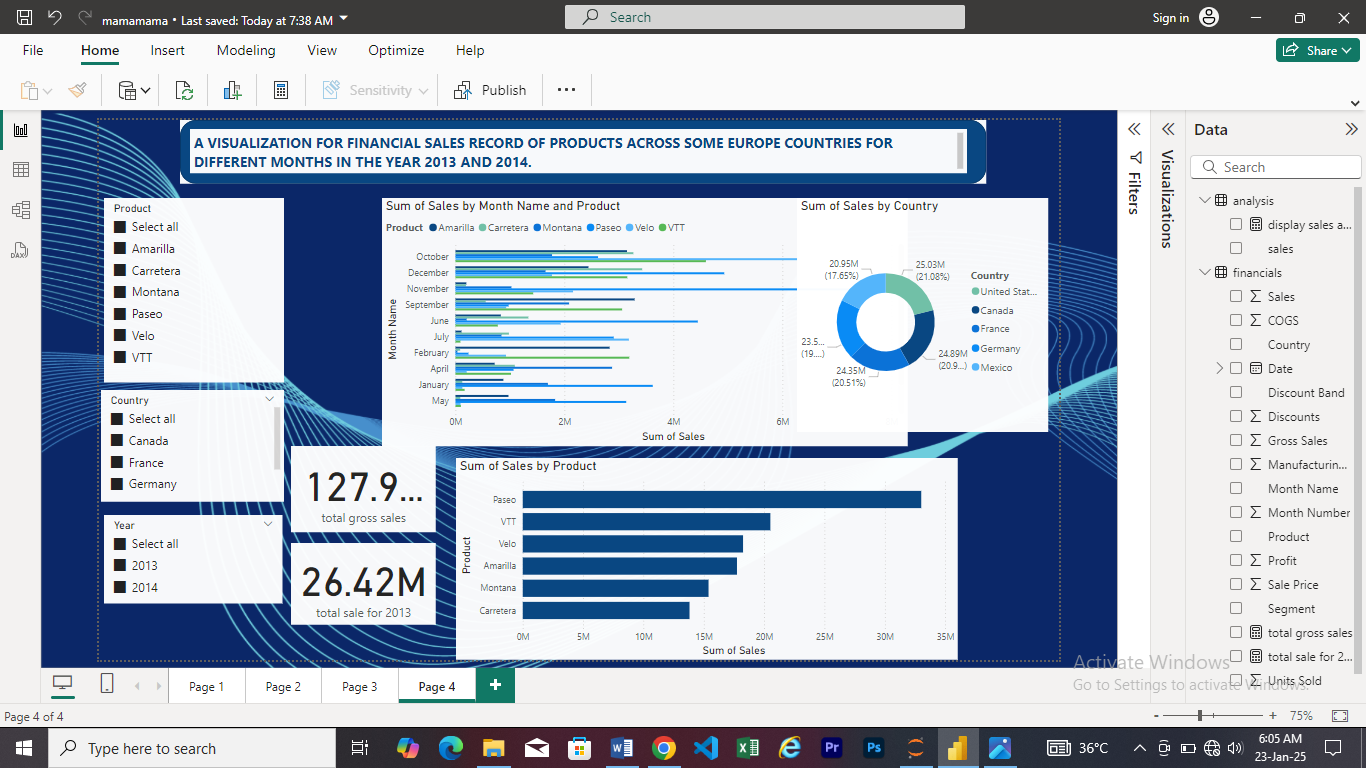 mamamama • Last saved: Today at 7:38 AM
Search
Sign in
File
Home
Insert
Modeling
View
Optimize
Help
Share
Sensitivity
Publish
A VISUALIZATION FOR FINANCIAL SALES RECORD OF PRODUCTS ACROSS SOME EUROPE COUNTRIES FOR
DIFFERENT MONTHS IN THE YEAR 2013 AND 2014.
Product
Select all
Amarilla
Carretera
Montana
Paseo
Velo
VTT
Country
Select all
Canada
France
Germany
Year
Select all
2013
2014
127.9...
total gross sales
26.42M
total sale for 2013
Sum of Sales by Month Name and Product
Product Amarilla Carretera Montana Paseo Velo VTT
Month Name
October
December
November
September
June
July
February
April
January
May
0M 2M 4M 6M
Sum of Sales
Sum of Sales by Country
20.95M
(17.65%)
25.03M
(21.08%)
23.5...
(19....)
24.35M
(20.51%)
24.89M
(20.9...)
Country
United Stat...
Canada
France
Germany
Mexico
Sum of Sales by Product
Product
Paseo
VTT
Velo
Amarilla
Montana
Carretera
0M 5M 10M 15M 20M 25M 30M 35M
Sum of Sales
Filters
Visualizations
Data
Search
analysis
display sales a...
sales
financials
Sales
COGS
Country
Date
Discount Band
Discounts
Gross Sales
Manufacturin...
Month Name
Month Number
Product
Profit
Sale Price
Segment
total gross sales
total sale for 2...
Units Sold
Activate Windows
Go to Settings to activate Windows.
Page 1
Page 2
Page 3
Page 4
Page 4 of 4
- + 75%
Type here to search
36°C
6:05 AM
23-Jan-25
DAX
W
X
Pr
Ps